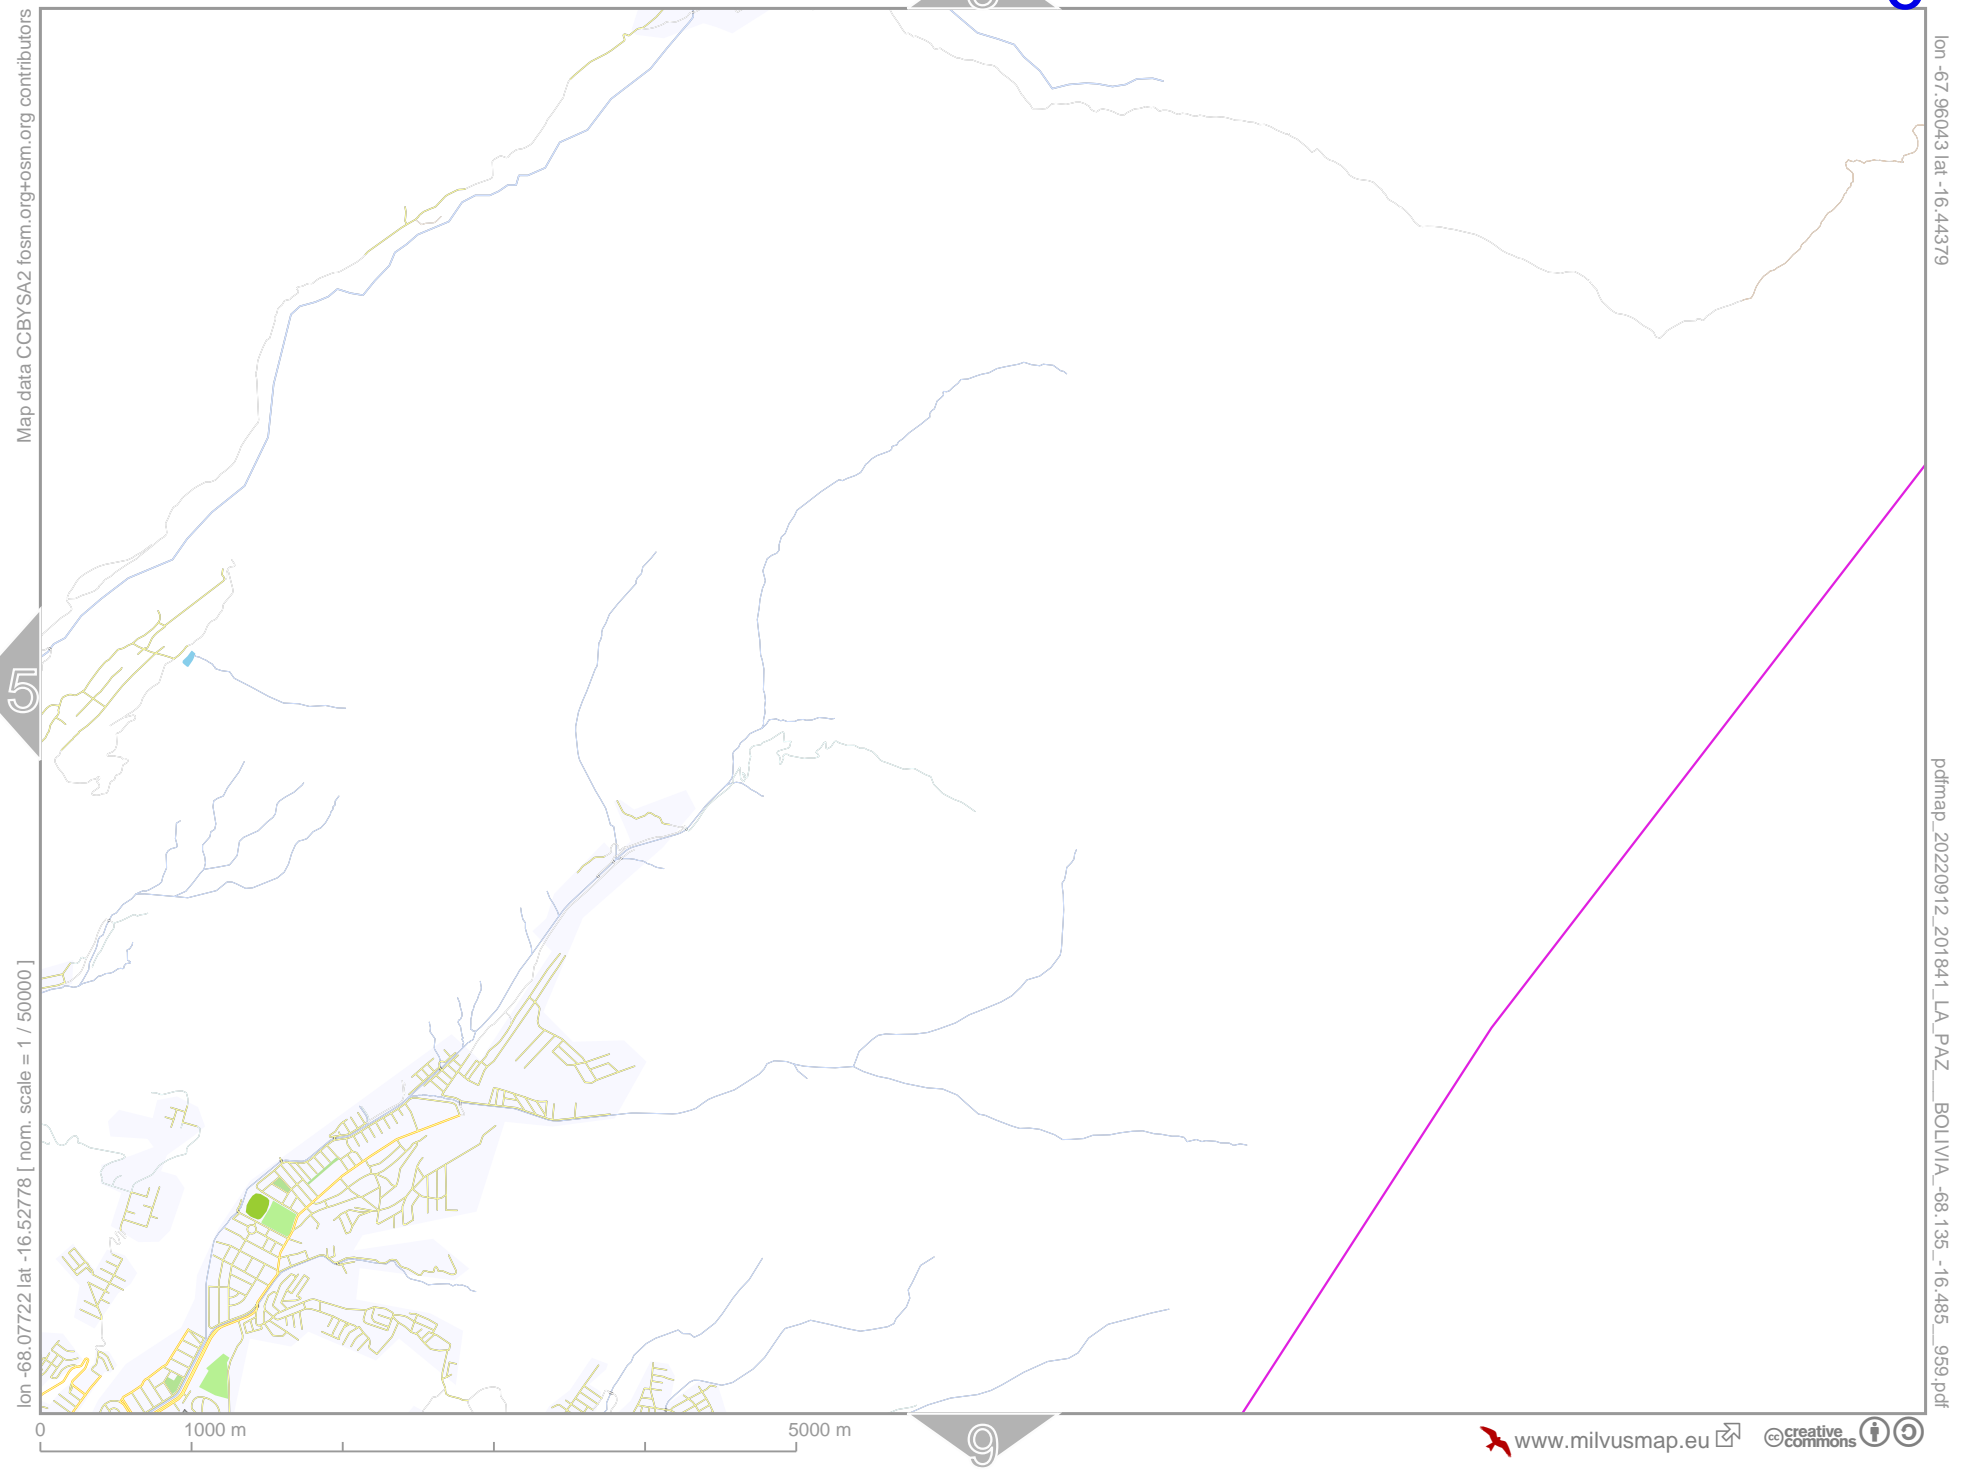 Map data CCBYSA2 fosm.org+osm.org contributors
lon -68.07722 lat -16.52778 [ nom. scale = 1 / 50000 ]
5
lon -67.96043 lat -16.44379
pdfmap_20220912_201841_LA_PAZ___BOLIVIA_-68.135_-16.485__959.pdf
0 1000 m 5000 m
9
www.milvusmap.eu
cc creative commons